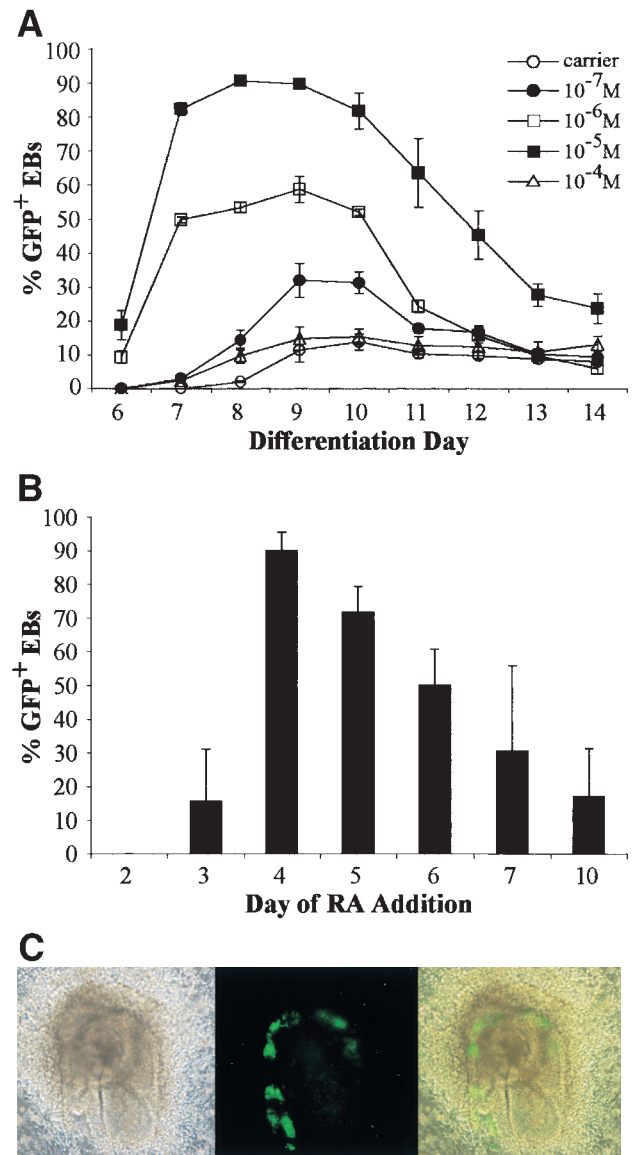 A
carrier
10⁻⁷M
10⁻⁶M
10⁻⁵M
10⁻⁴M
% GFP⁺ EBs
100
90
80
70
60
50
40
30
20
10
0
6 7 8 9 10 11 12 13 14
Differentiation Day
B
% GFP⁺ EBs
100
90
80
70
60
50
40
30
20
10
0
2 3 4 5 6 7 10
Day of RA Addition
C